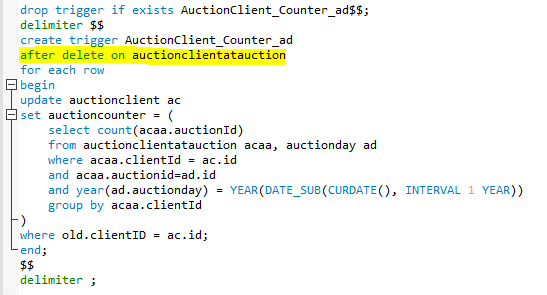 drop trigger if exists AuctionClient_Counter_ad$$;
delimiter $$
create trigger AuctionClient_Counter_ad
after delete on auctionclientatauction
for each row
begin
update auctionclient ac
set auctioncounter = (
    select count(acaa.auctionId)
    from auctionclientatauction acaa, auctionday ad
    where acaa.clientId = ac.id
    and acaa.auctionid=ad.id
    and year(ad.auctionday) = YEAR(DATE_SUB(CURDATE(), INTERVAL 1 YEAR))
    group by acaa.clientId
)
where old.clientID = ac.id;
end;
$$
delimiter ;